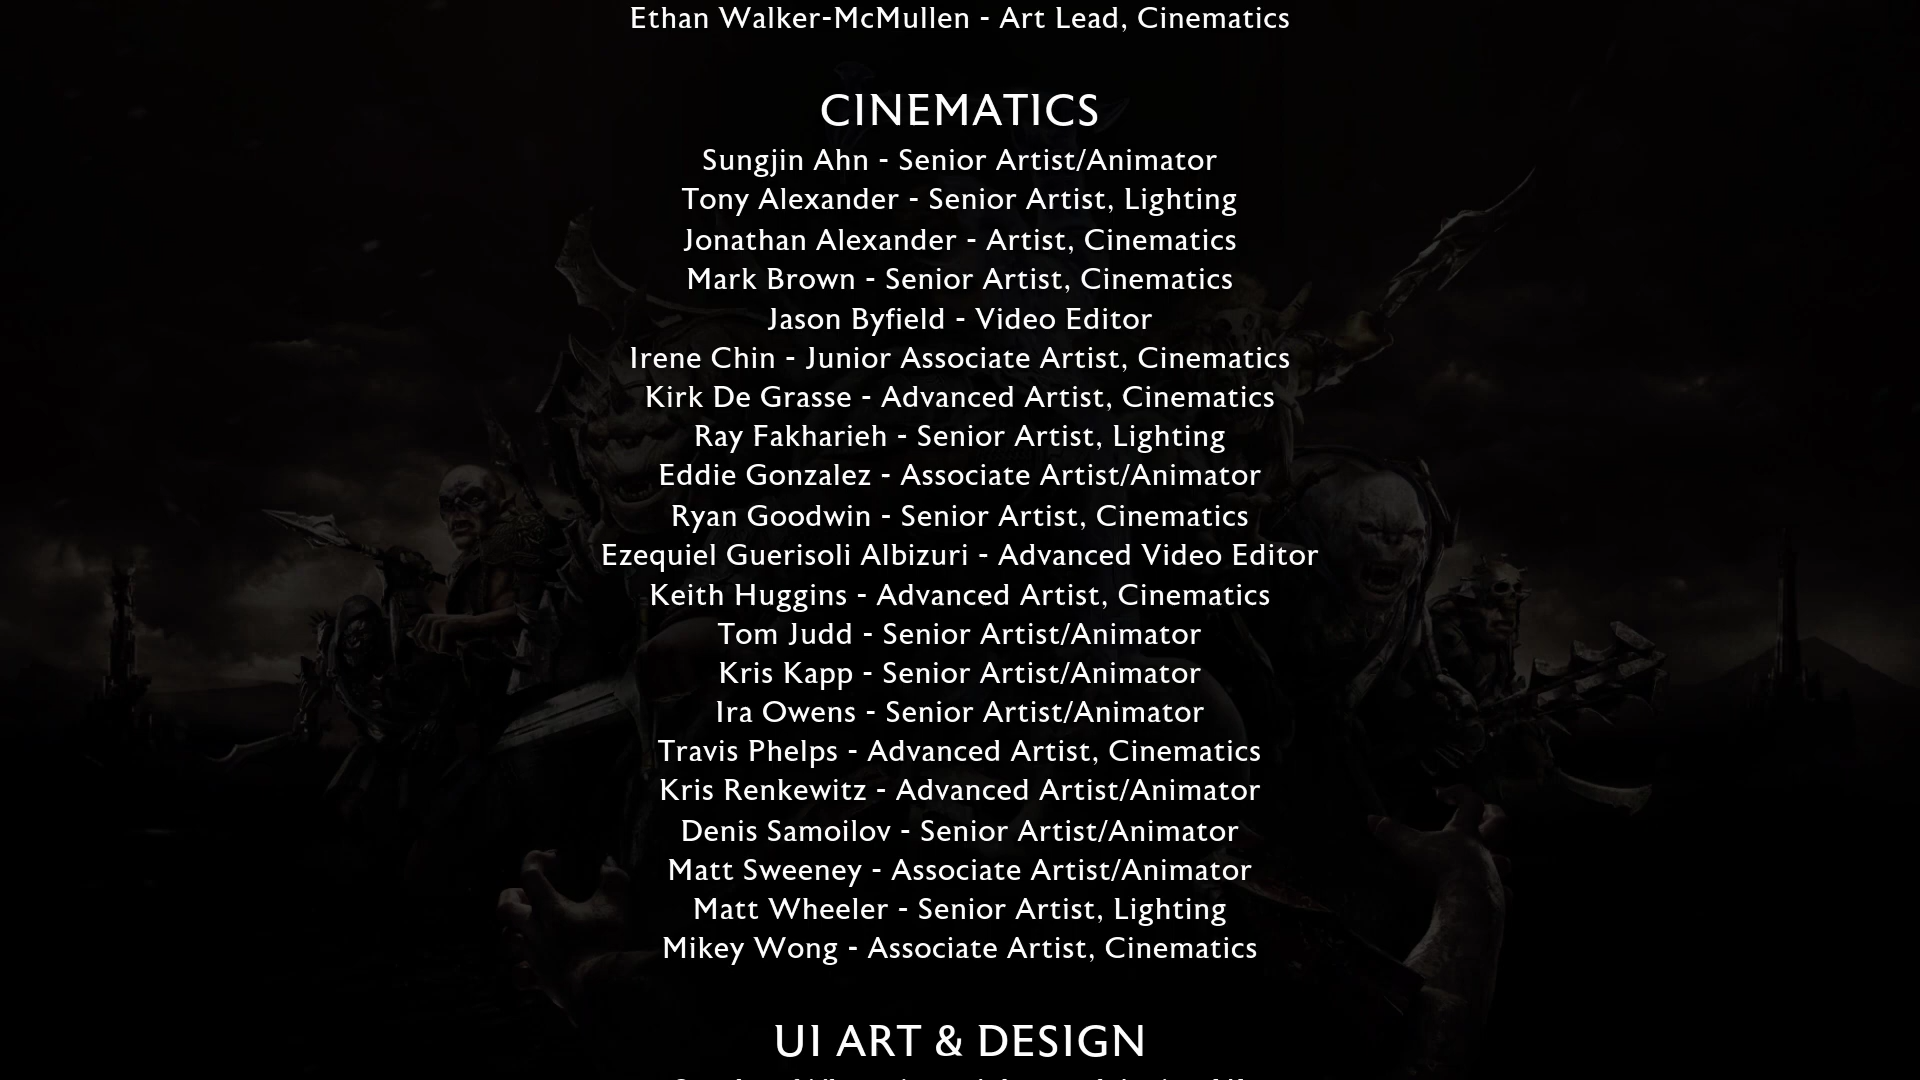 Ethan Walker-McMullen - Art Lead, Cinematics
CINEMATICS
Sungjin Ahn - Senior Artist/Animator
Tony Alexander - Senior Artist, Lighting
Jonathan Alexander - Artist, Cinematics
Mark Brown - Senior Artist, Cinematics
Jason Byfield - Video Editor
Irene Chin - Junior Associate Artist, Cinematics
Kirk De Grasse - Advanced Artist, Cinematics
Ray Fakharieh - Senior Artist, Lighting
Eddie Gonzalez - Associate Artist/Animator
Ryan Goodwin - Senior Artist, Cinematics
Ezequiel Guerisoli Albizuri - Advanced Video Editor
Keith Huggins - Advanced Artist, Cinematics
Tom Judd - Senior Artist/Animator
Kris Kapp - Senior Artist/Animator
Ira Owens - Senior Artist/Animator
Travis Phelps - Advanced Artist, Cinematics
Kris Renkewitz - Advanced Artist/Animator
Denis Samoilov - Senior Artist/Animator
Matt Sweeney - Associate Artist/Animator
Matt Wheeler - Senior Artist, Lighting
Mikey Wong - Associate Artist, Cinematics
UI ART & DESIGN